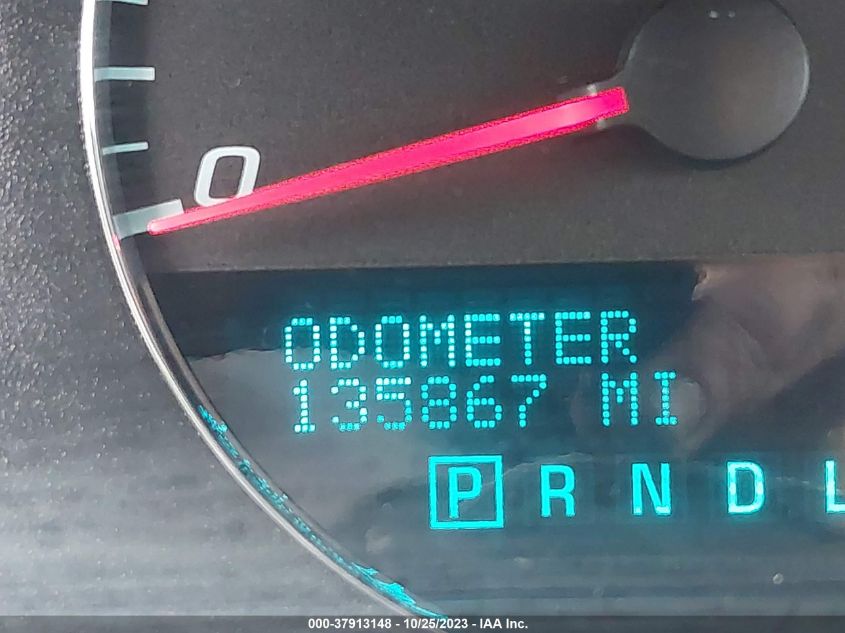 0
ODOMETER
135867 MI
P R N D L
000-37913148 - 10/25/2023 - IAA Inc.